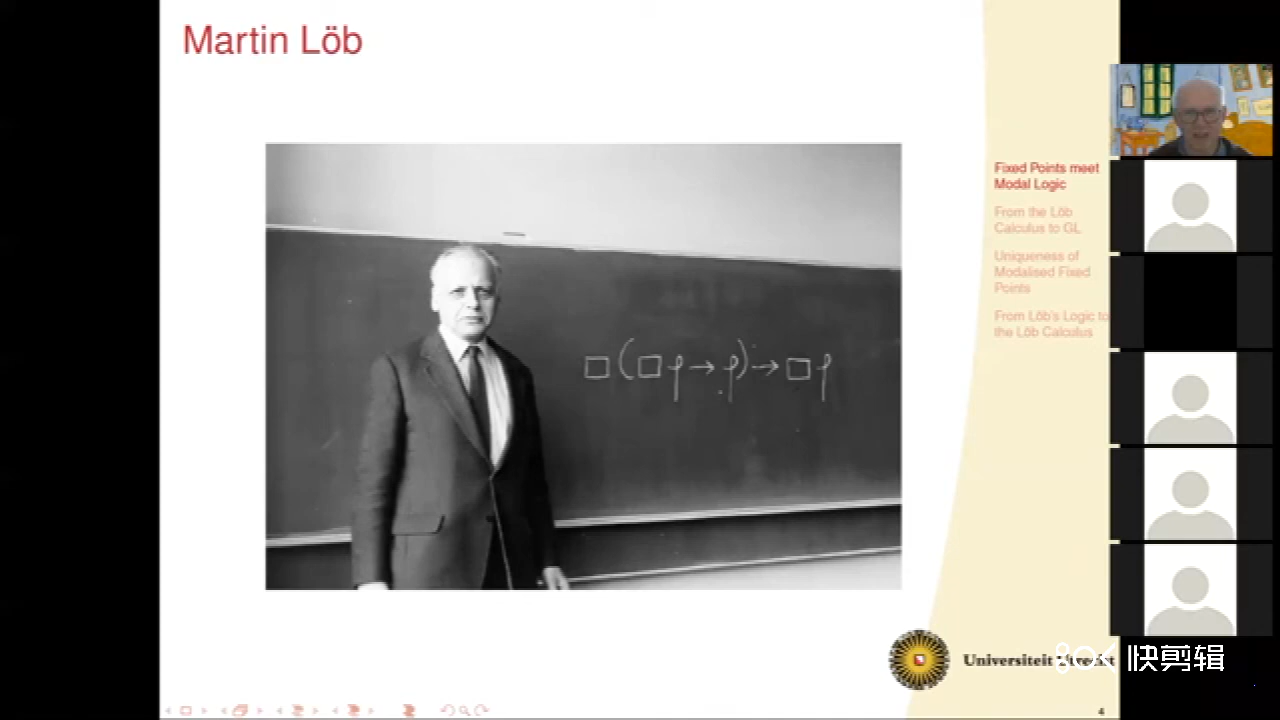 Martin Löb
□(□φ→φ)→□φ
Fixed Points meet
Modal Logic
From the Löb
Calculus to GL
Uniqueness of
Modalised Fixed
Points
From Löb's Logic to
the Löb Calculus
Universiteit Utrecht
快剪辑
4